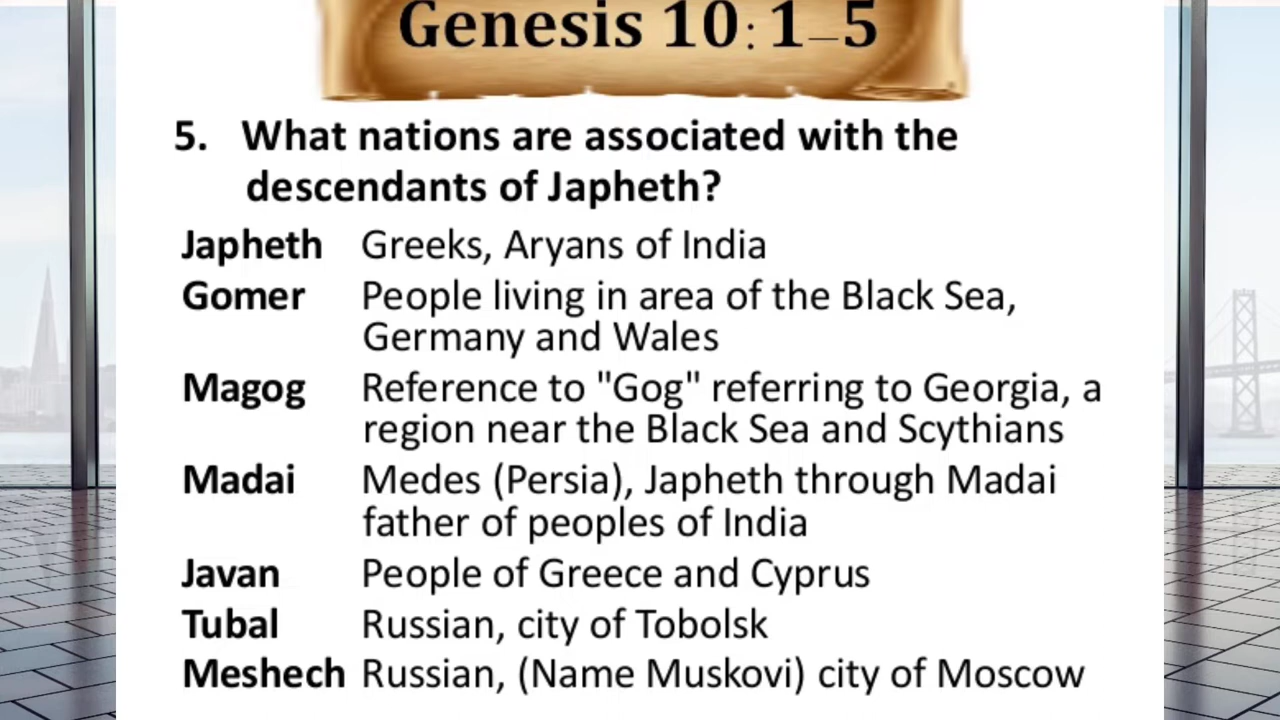 Genesis 10:1–5
5. What nations are associated with the
descendants of Japheth?
Japheth Greeks, Aryans of India
Gomer People living in area of the Black Sea,
Germany and Wales
Magog Reference to "Gog" referring to Georgia, a
region near the Black Sea and Scythians
Madai Medes (Persia), Japheth through Madai
father of peoples of India
Javan People of Greece and Cyprus
Tubal Russian, city of Tobolsk
Meshech Russian, (Name Muskovi) city of Moscow